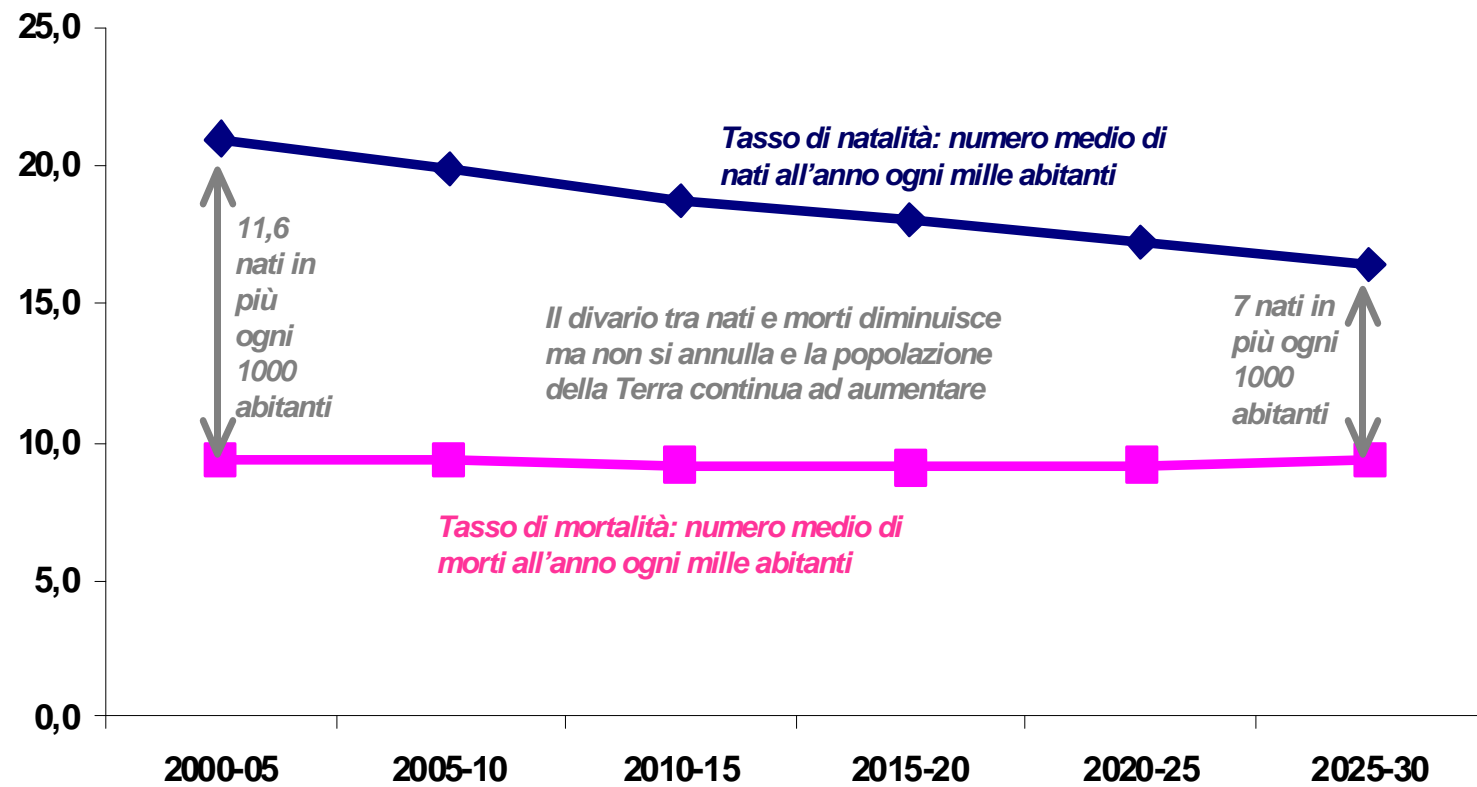 25,0
20,0
15,0
10,0
5,0
0,0
Tasso di natalità: numero medio di
nati all’anno ogni mille abitanti
11,6
nati in
più
ogni
1000
abitanti
Il divario tra nati e morti diminuisce
ma non si annulla e la popolazione
della Terra continua ad aumentare
7 nati in
più ogni
1000
abitanti
Tasso di mortalità: numero medio di
morti all’anno ogni mille abitanti
2000-05 2005-10 2010-15 2015-20 2020-25 2025-30